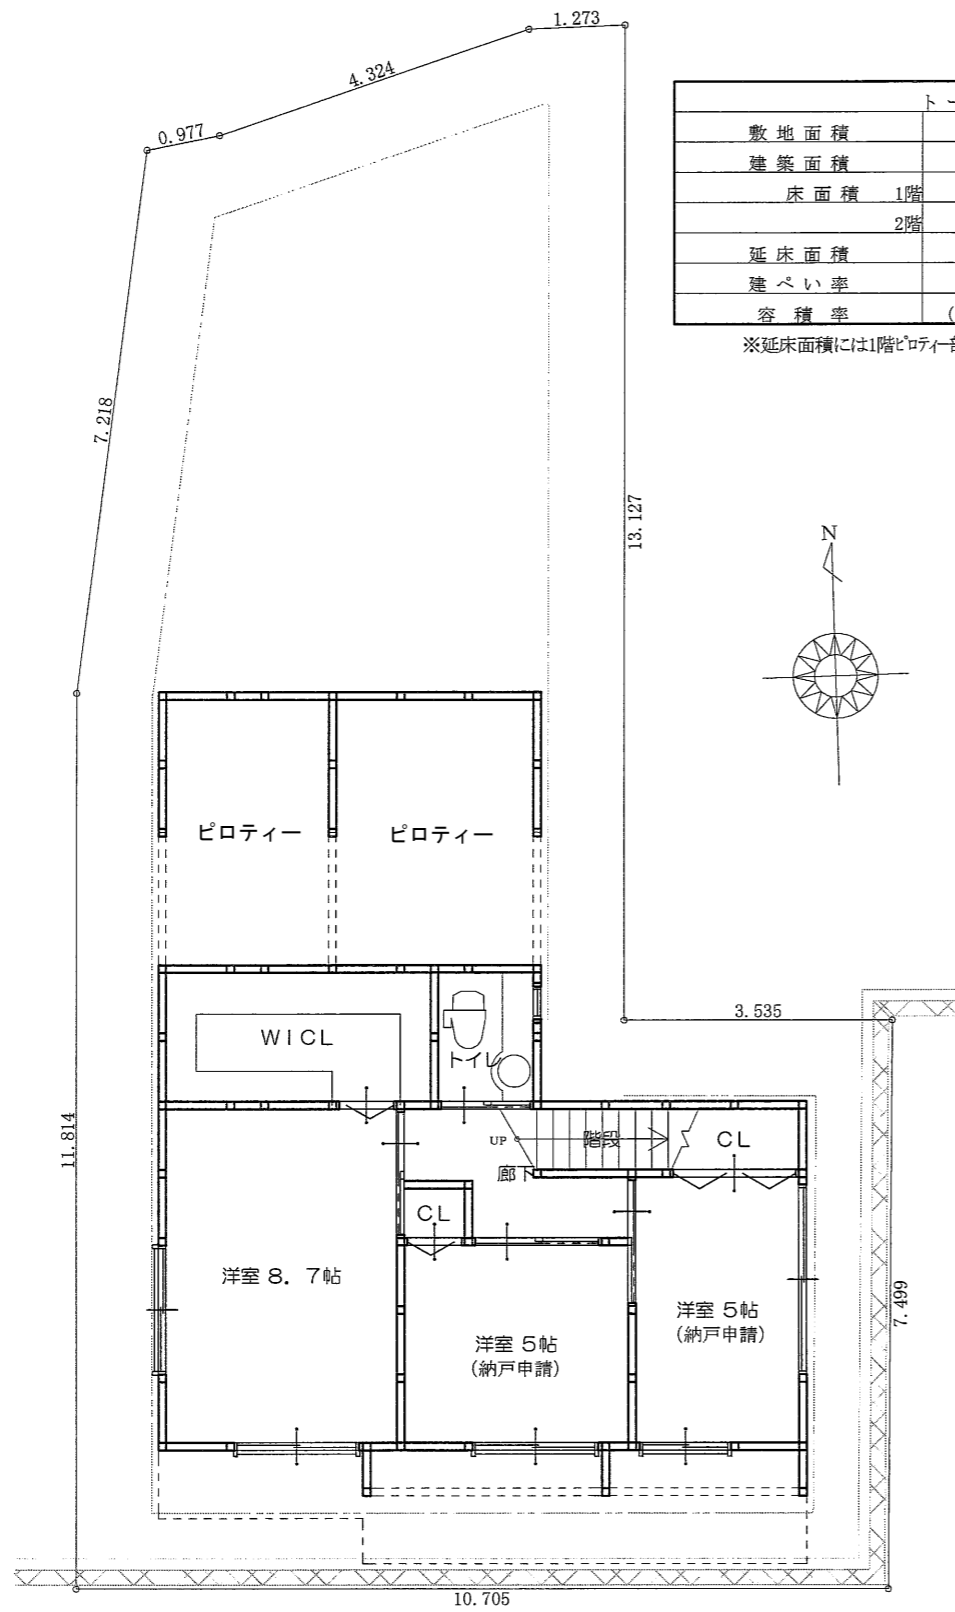 1.273
4.324
0.977
敷地面積
建築面積
床面積 1階
2階
延床面積
建ぺい率
容積率 (
※延床面積には1階ピロティー部
7.218
13.127
N
ピロティー
ピロティー
3.535
WICL
トイレ
11.814
UP
階段
CL
廊下
CL
洋室 8.7帖
洋室 5帖
(納戸申請)
洋室 5帖
(納戸申請)
7.499
10.705